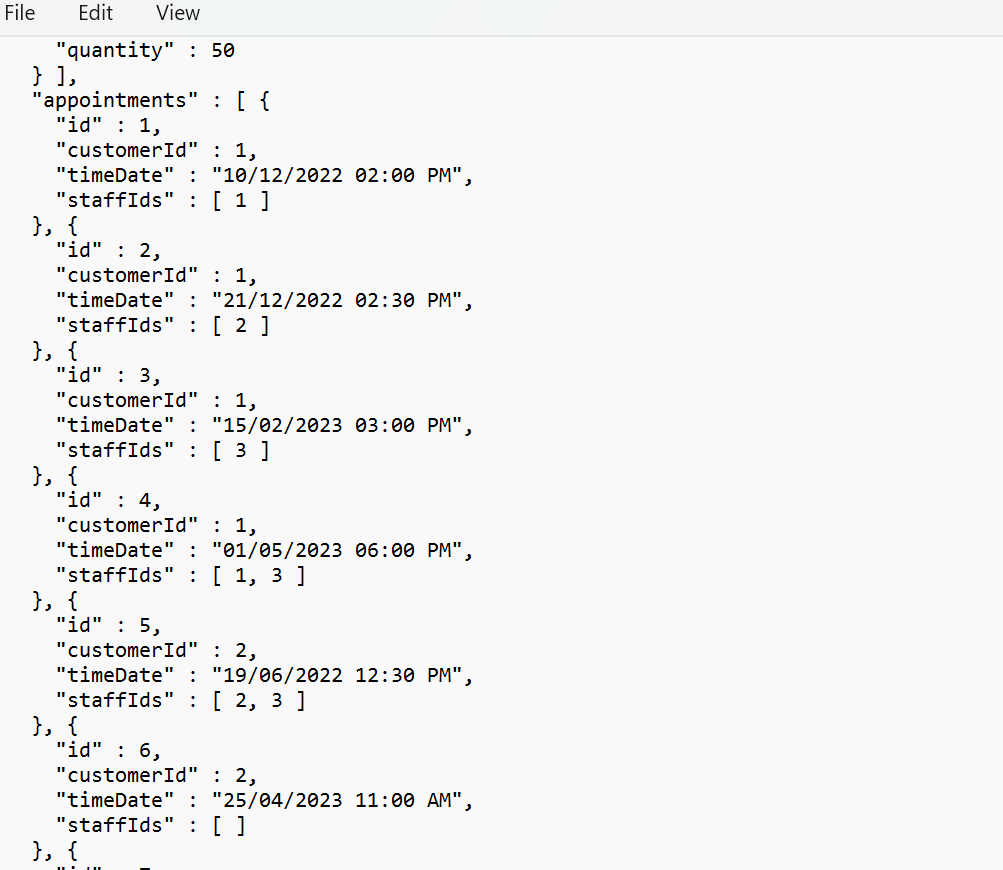 File Edit View
"quantity" : 50
} ],
"appointments" : [ {
"id" : 1,
"customerId" : 1,
"timeDate" : "10/12/2022 02:00 PM",
"staffIds" : [ 1 ]
}, {
"id" : 2,
"customerId" : 1,
"timeDate" : "21/12/2022 02:30 PM",
"staffIds" : [ 2 ]
}, {
"id" : 3,
"customerId" : 1,
"timeDate" : "15/02/2023 03:00 PM",
"staffIds" : [ 3 ]
}, {
"id" : 4,
"customerId" : 1,
"timeDate" : "01/05/2023 06:00 PM",
"staffIds" : [ 1, 3 ]
}, {
"id" : 5,
"customerId" : 2,
"timeDate" : "19/06/2022 12:30 PM",
"staffIds" : [ 2, 3 ]
}, {
"id" : 6,
"customerId" : 2,
"timeDate" : "25/04/2023 11:00 AM",
"staffIds" : [ ]
}, {